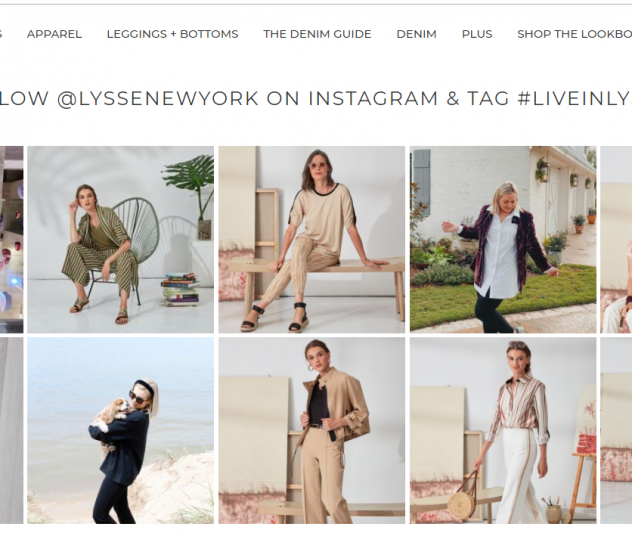 S APPAREL LEGGINGS + BOTTOMS THE DENIM GUIDE DENIM PLUS SHOP THE LOOKBO
LOW @LYSSENEWYORK ON INSTAGRAM & TAG #LIVEINLY